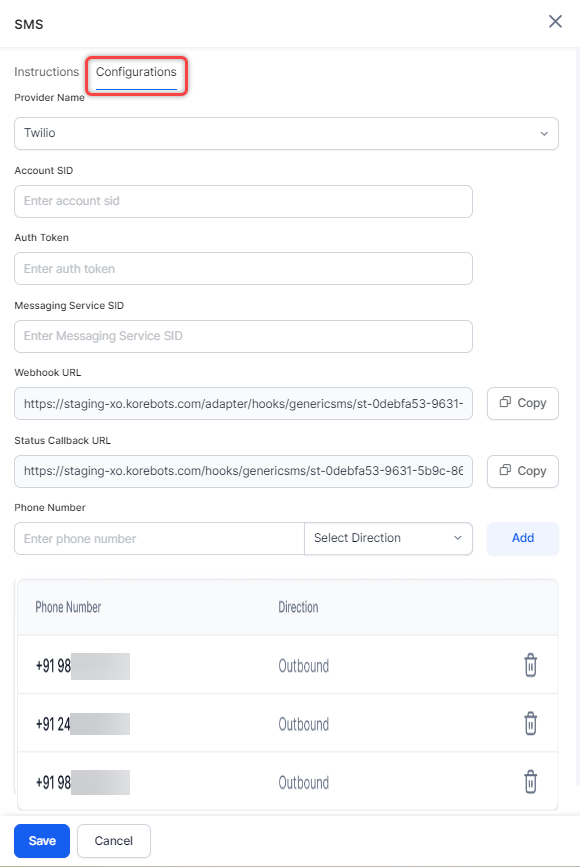 SMS
Instructions Configurations
Provider Name
Twilio
Account SID
Enter account sid
Auth Token
Enter auth token
Messaging Service SID
Enter Messaging Service SID
Webhook URL
https://staging-xo.korebots.com/adapter/hooks/genericsms/st-0debfa53-9631- Copy
Status Callback URL
https://staging-xo.korebots.com/hooks/genericsms/st-0debfa53-9631-5b9c-86 Copy
Phone Number
Enter phone number Select Direction Add
Phone Number Direction
+91 98 Outbound
+91 24 Outbound
+91 98 Outbound
Save Cancel